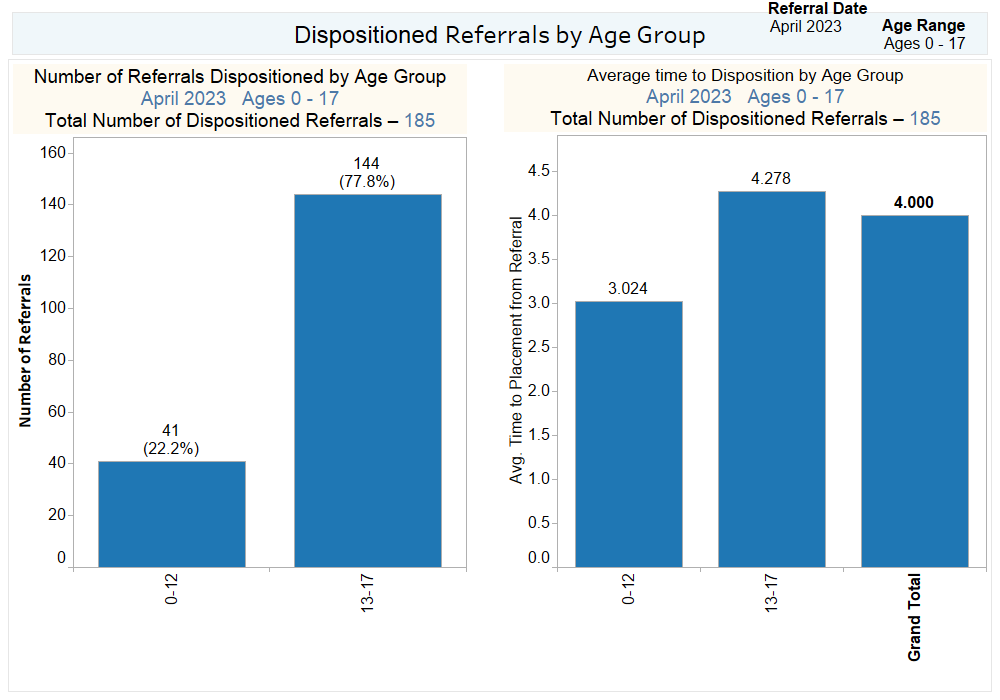 Referral Date
April 2023
Age Range
Ages 0 - 17
Dispositioned Referrals by Age Group
Number of Referrals Dispositioned by Age Group
April 2023 Ages 0 - 17
Total Number of Dispositioned Referrals – 185
Number of Referrals
160
140
120
100
80
60
40
20
0
41
(22.2%)
144
(77.8%)
0-12
13-17
Average time to Disposition by Age Group
April 2023 Ages 0 - 17
Total Number of Dispositioned Referrals – 185
Avg. Time to Placement from Referral
4.5
4.0
3.5
3.0
2.5
2.0
1.5
1.0
0.5
0.0
3.024
4.278
4.000
0-12
13-17
Grand Total